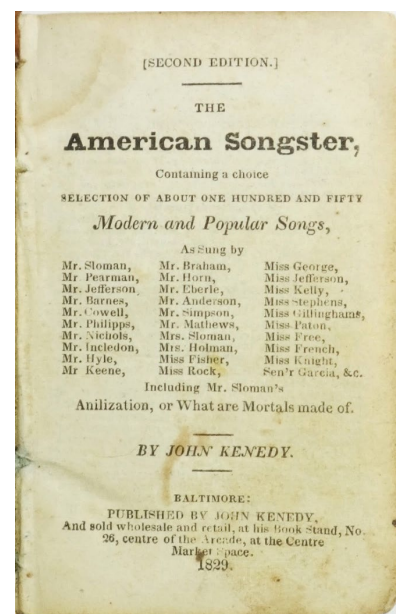 [SECOND EDITION.]
THE
American Songster,
Containing a choice
SELECTION OF ABOUT ONE HUNDRED AND FIFTY
Modern and Popular Songs,
As Sung by
Mr. Sloman, Mr. Braham, Miss George,
Mr Pearman, Mr. Horn, Miss Jefferson,
Mr. Jefferson, Mr. Eberle, Miss Kelly,
Mr. Barnes, Mr. Anderson, Miss Stephens,
Mr. Cowell, Mr. Simpson, Miss Gillinghams,
Mr. Philipps, Mr. Mathews, Miss Paton,
Mr. Nichols, Mrs. Sloman, Miss Free,
Mr. Incledon, Mrs. Holman, Miss French,
Mr. Hyle, Miss Fisher, Miss Knight,
Mr Keene, Miss Rock, Sen'r Garcia, &c.
Including Mr. Sloman's
Anilization, or What are Mortals made of.
BY JOHN KENEDY.
BALTIMORE:
PUBLISHED BY JOHN KENEDY,
And sold wholesale and retail, at his Book Stand, No.
26, centre of the Arcade, at the Centre
Market Space.
1829.